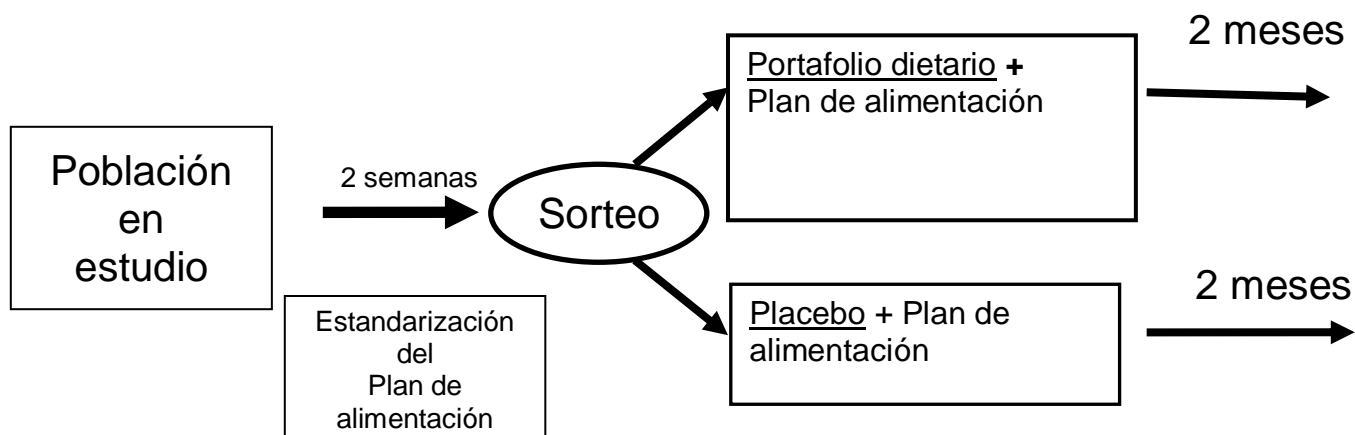 Población
en
estudio
2 semanas
Estandarización
del
Plan de
alimentación
Sorteo
Portafolio dietario +
Plan de alimentación
2 meses
Placebo + Plan de
alimentación
2 meses